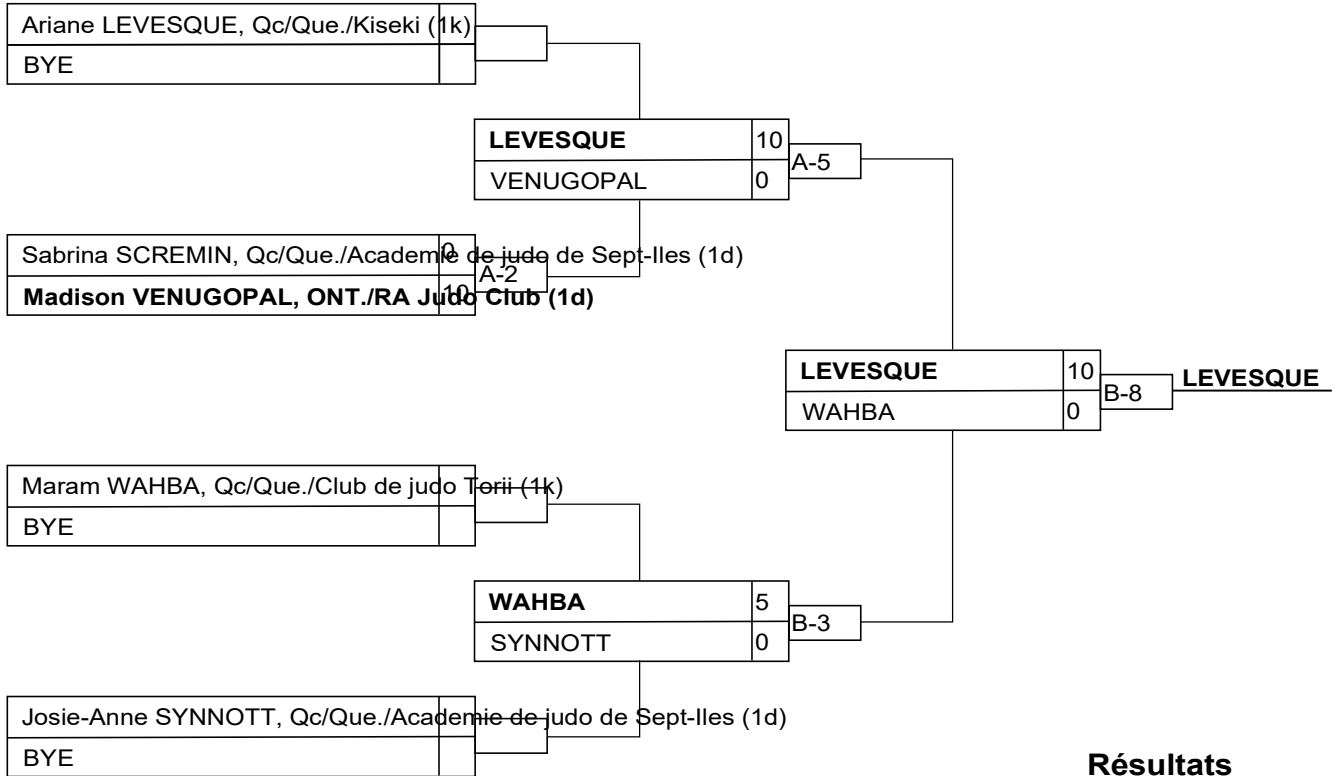 Ariane LEVESQUE, Qc/Que./Kiseki (1k)
BYE
LEVESQUE 10
A-5
VENUGOPAL 0
Sabrina SCREMIN, Qc/Que./Academie de judo de Sept-Iles (1d) 0
A-2
Madison VENUGOPAL, ONT./RA Judo Club (1d) 10
LEVESQUE 10
B-8
LEVESQUE
WAHBA 0
Maram WAHBA, Qc/Que./Club de judo Torii (1k)
BYE
WAHBA 5
B-3
SYNNOTT 0
Josie-Anne SYNNOTT, Qc/Que./Academie de judo de Sept-Iles (1d)
BYE
Résultats